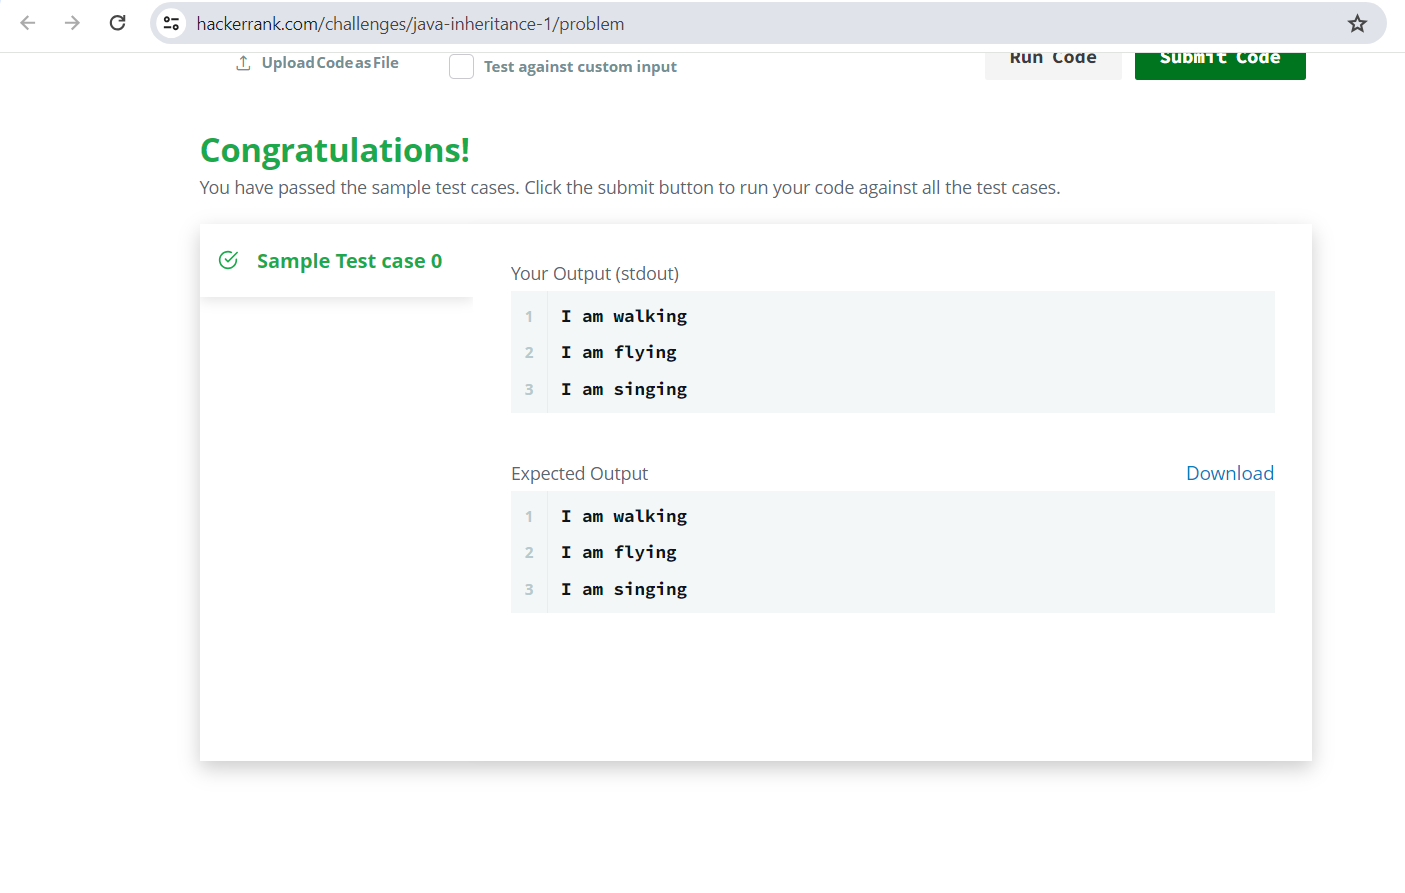 hackerrank.com/challenges/java-inheritance-1/problem
Upload Code as File
Test against custom input
Run Code
Submit Code
Congratulations!
You have passed the sample test cases. Click the submit button to run your code against all the test cases.
Sample Test case 0
Your Output (stdout)
1 I am walking
2 I am flying
3 I am singing
Expected Output
Download
1 I am walking
2 I am flying
3 I am singing